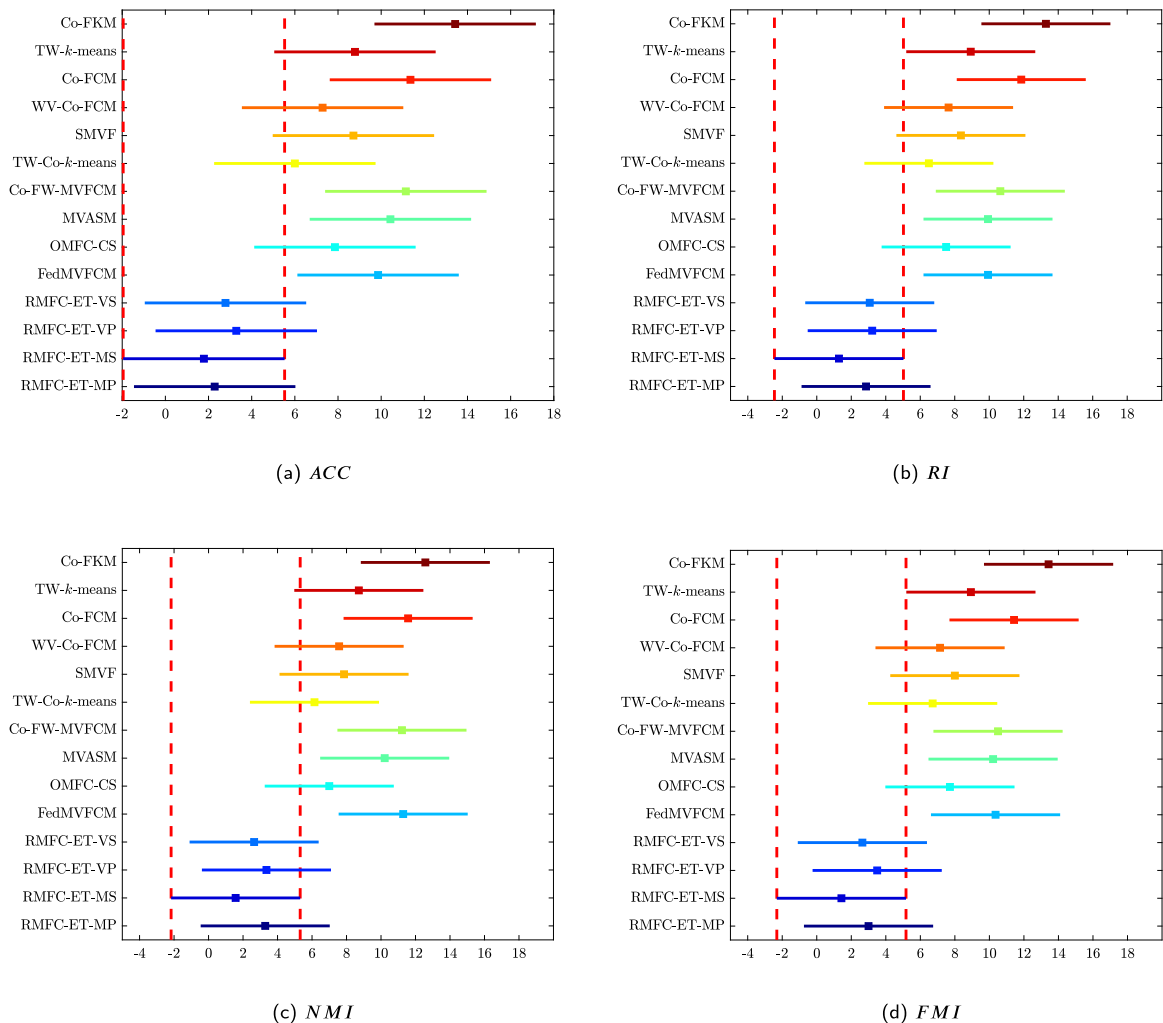 Co-FKM
TW-k-means
Co-FCM
WV-Co-FCM
SMVF
TW-Co-k-means
Co-FW-MVFCM
MVASM
OMFC-CS
FedMVFCM
RMFC-ET-VS
RMFC-ET-VP
RMFC-ET-MS
RMFC-ET-MP
-2 0 2 4 6 8 10 12 14 16 18
(a) ACC
Co-FKM
TW-k-means
Co-FCM
WV-Co-FCM
SMVF
TW-Co-k-means
Co-FW-MVFCM
MVASM
OMFC-CS
FedMVFCM
RMFC-ET-VS
RMFC-ET-VP
RMFC-ET-MS
RMFC-ET-MP
-4 -2 0 2 4 6 8 10 12 14 16 18
(b) RI
Co-FKM
TW-k-means
Co-FCM
WV-Co-FCM
SMVF
TW-Co-k-means
Co-FW-MVFCM
MVASM
OMFC-CS
FedMVFCM
RMFC-ET-VS
RMFC-ET-VP
RMFC-ET-MS
RMFC-ET-MP
-4 -2 0 2 4 6 8 10 12 14 16 18
(c) NMI
Co-FKM
TW-k-means
Co-FCM
WV-Co-FCM
SMVF
TW-Co-k-means
Co-FW-MVFCM
MVASM
OMFC-CS
FedMVFCM
RMFC-ET-VS
RMFC-ET-VP
RMFC-ET-MS
RMFC-ET-MP
-4 -2 0 2 4 6 8 10 12 14 16 18
(d) FMI